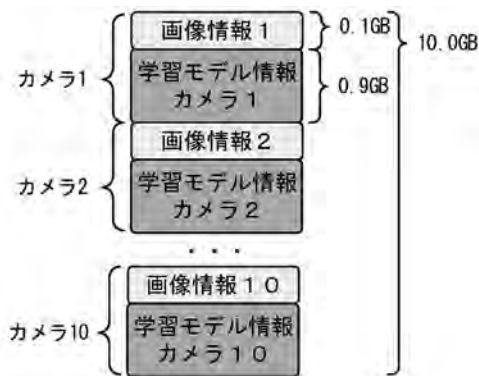 画像情報１
0.1GB
10.0GB
カメラ1
学習モデル情報
カメラ１
0.9GB
画像情報２
カメラ2
学習モデル情報
カメラ２
・・・
画像情報１０
カメラ10
学習モデル情報
カメラ１０